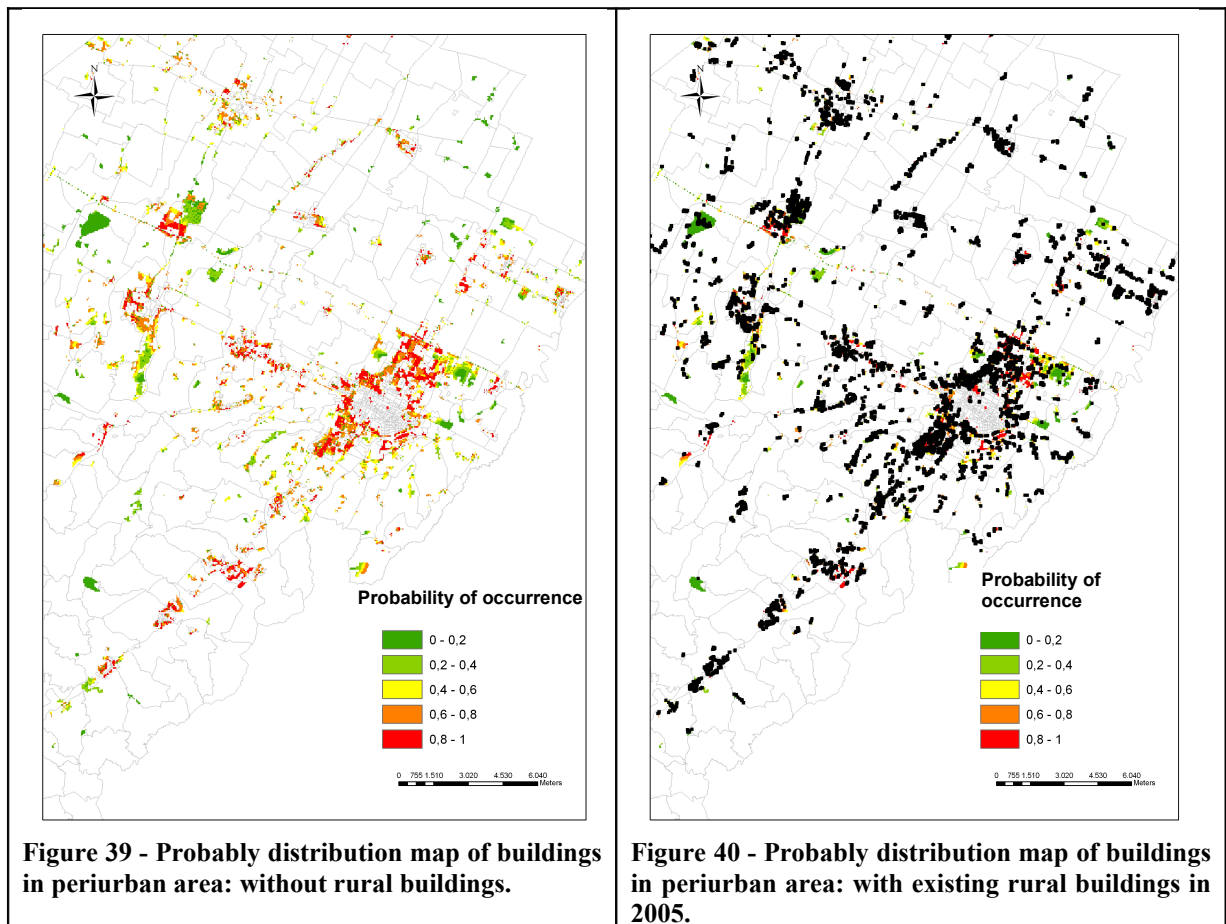 N
Probability of occurrence
0 - 0,2
0,2 - 0,4
0,4 - 0,6
0,6 - 0,8
0,8 - 1
0 755 1.510 3.020 4.530 6.040
Meters
Figure 39 - Probably distribution map of buildings
in periurban area: without rural buildings.
N
Probability of
occurrence
0 - 0,2
0,2 - 0,4
0,4 - 0,6
0,6 - 0,8
0,8 - 1
0 755 1.510 3.020 4.530 6.040
Meters
Figure 40 - Probably distribution map of buildings
in periurban area: with existing rural buildings in
2005.